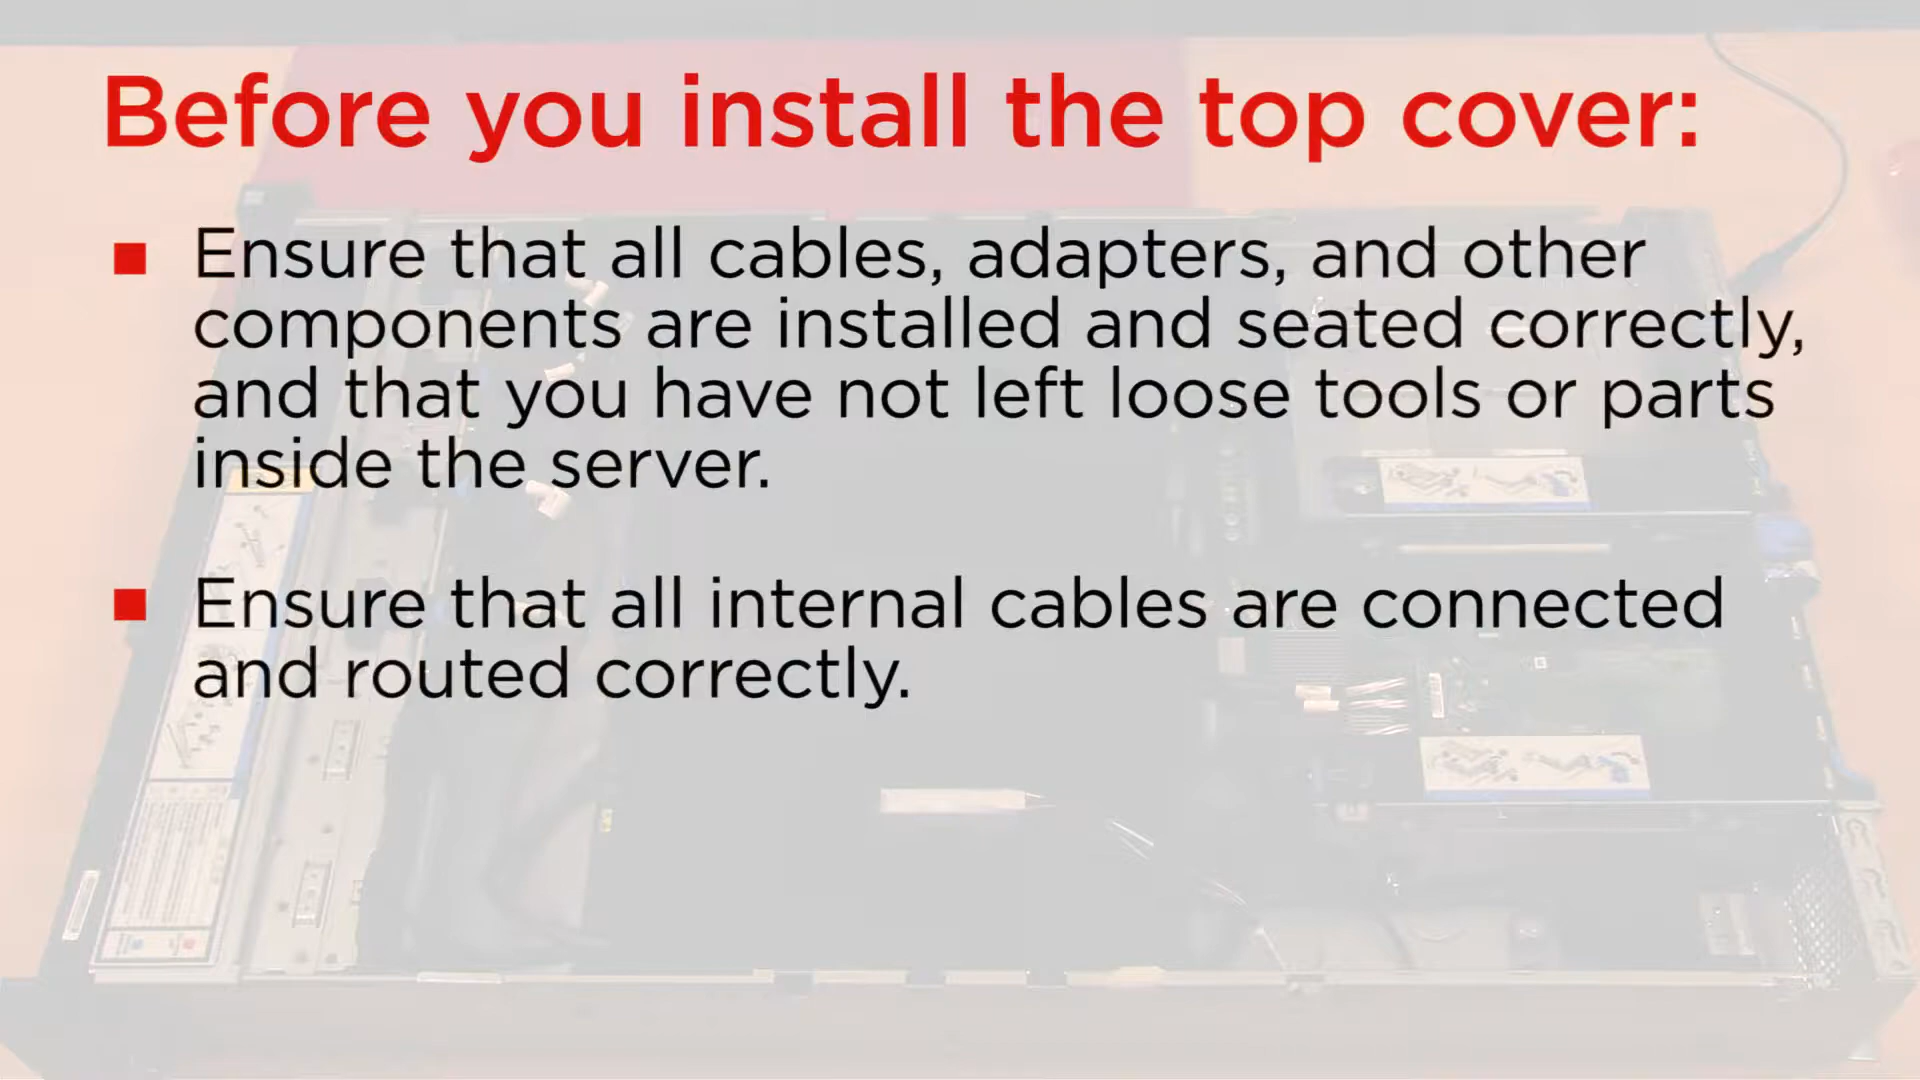 Before you install the top cover:
Ensure that all cables, adapters, and other
components are installed and seated correctly,
and that you have not left loose tools or parts
inside the server.
Ensure that all internal cables are connected
and routed correctly.